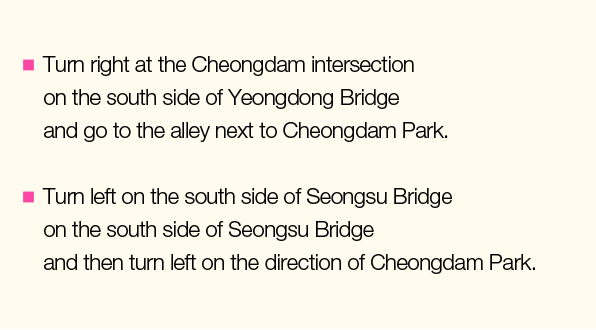 Turn right at the Cheongdam intersection
on the south side of Yeongdong Bridge
and go to the alley next to Cheongdam Park.
Turn left on the south side of Seongsu Bridge
on the south side of Seongsu Bridge
and then turn left on the direction of Cheongdam Park.